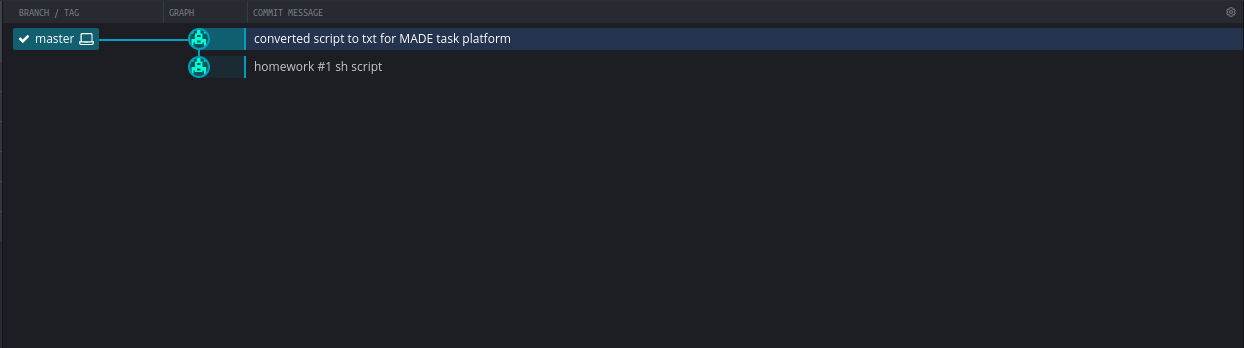 BRANCH / TAG GRAPH COMMIT MESSAGE
master converted script to txt for MADE task platform
homework #1 sh script